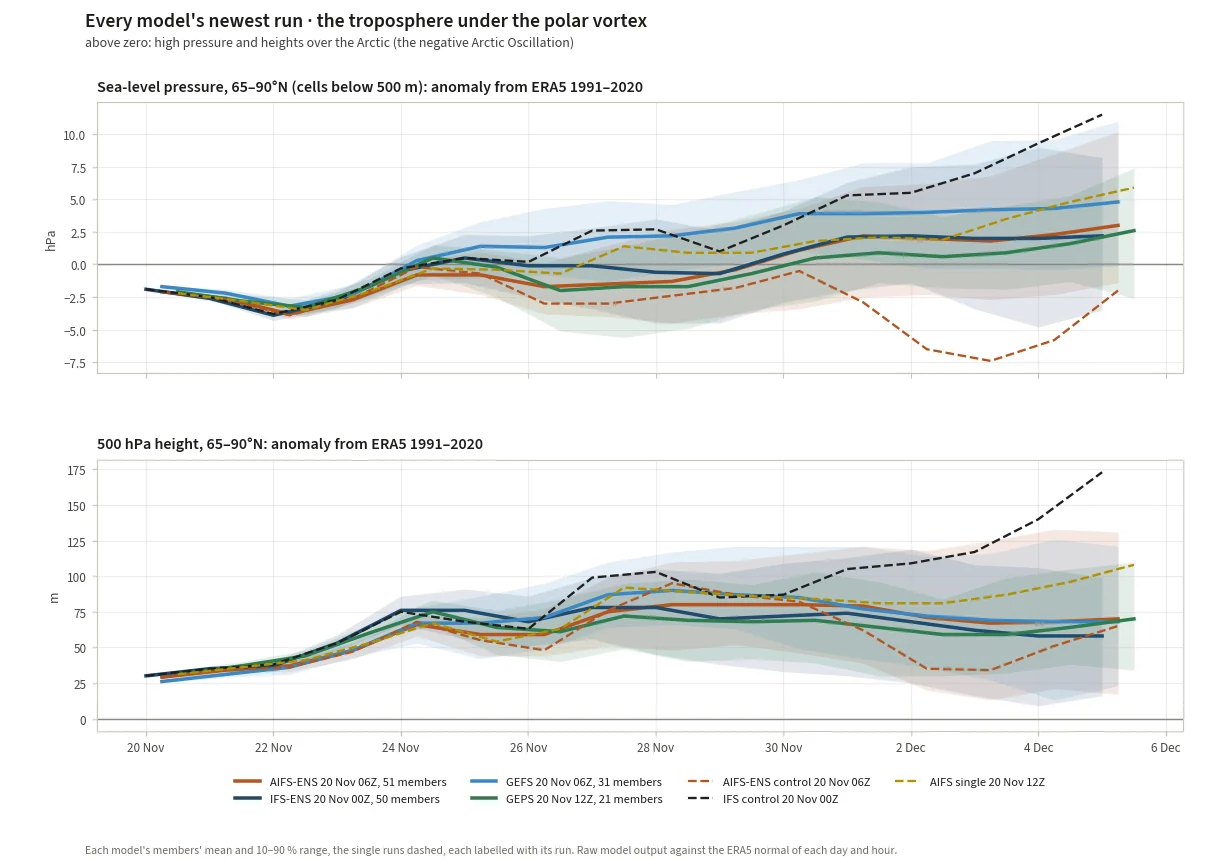 Every model's newest run · the troposphere under the polar vortex
above zero: high pressure and heights over the Arctic (the negative Arctic Oscillation)
Sea-level pressure, 65–90°N (cells below 500 m): anomaly from ERA5 1991–2020
10.0
7.5
5.0
2.5
0.0
−2.5
−5.0
−7.5
hPa
500 hPa height, 65–90°N: anomaly from ERA5 1991–2020
175
150
125
100
75
50
25
0
m
20 Nov 22 Nov 24 Nov 26 Nov 28 Nov 30 Nov 2 Dec 4 Dec 6 Dec
AIFS-ENS 20 Nov 06Z, 51 members GEFS 20 Nov 06Z, 31 members AIFS-ENS control 20 Nov 06Z AIFS single 20 Nov 12Z
IFS-ENS 20 Nov 00Z, 50 members GEPS 20 Nov 12Z, 21 members IFS control 20 Nov 00Z
Each model's members' mean and 10–90 % range, the single runs dashed, each labelled with its run. Raw model output against the ERA5 normal of each day and hour.